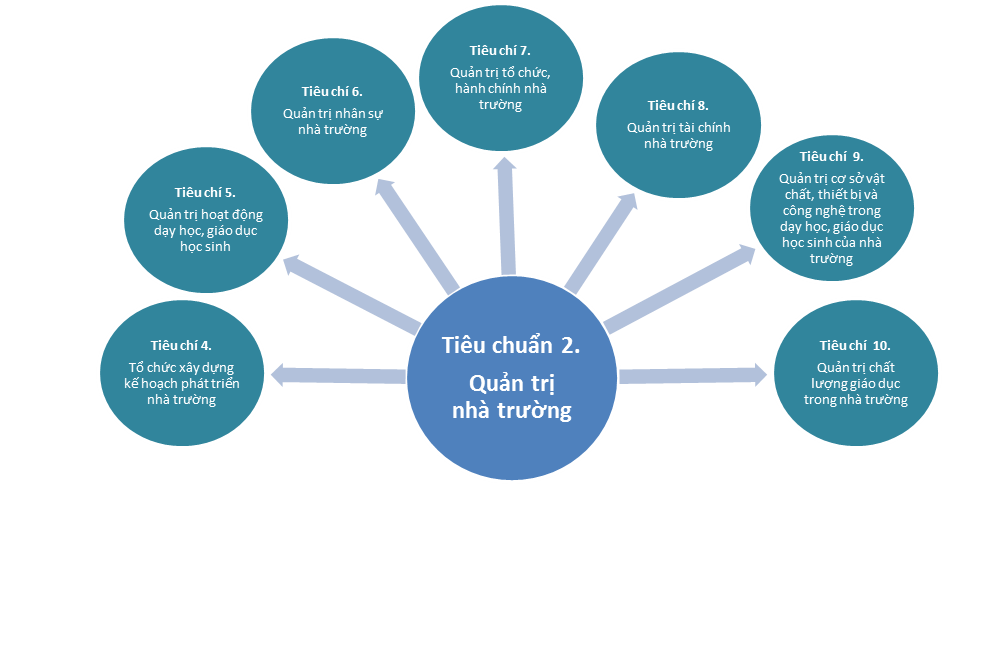 Tiêu chí 7.
Quản trị tổ chức,
hành chính nhà
trường
Tiêu chí 6.
Quản trị nhân sự
nhà trường
Tiêu chí 8.
Quản trị tài chính
nhà trường
Tiêu chí 5.
Quản trị hoạt động
dạy học, giáo dục
học sinh
Tiêu chí 9.
Quản trị cơ sở vật
chất, thiết bị và
công nghệ trong
dạy học, giáo dục
học sinh của nhà
trường
Tiêu chí 4.
Tổ chức xây dựng
kế hoạch phát triển
nhà trường
Tiêu chuẩn 2.
Quản trị
nhà trường
Tiêu chí 10.
Quản trị chất
lượng giáo dục
trong nhà trường